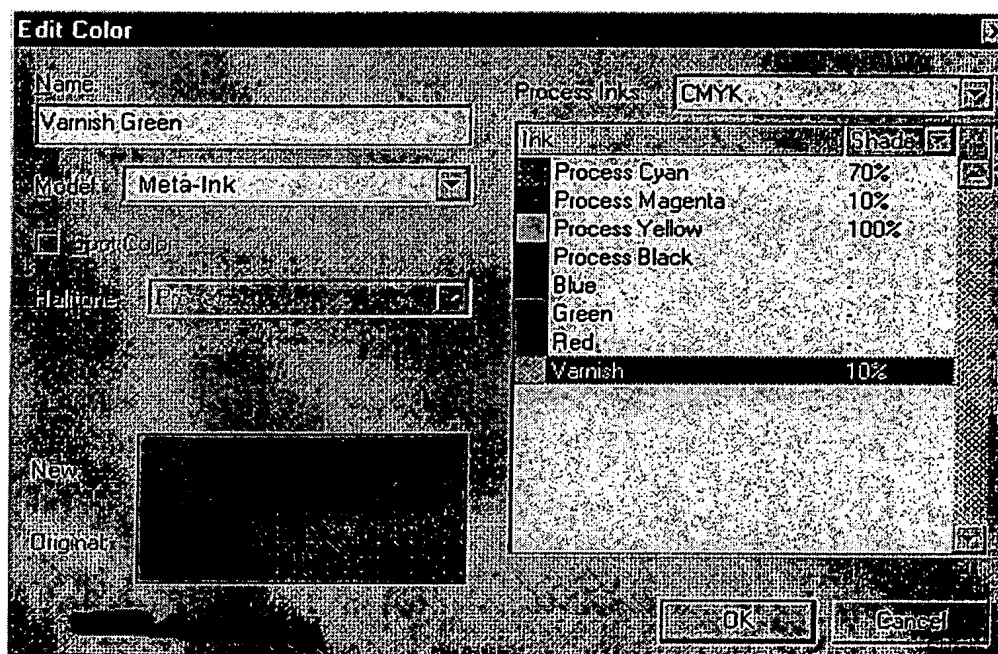 Edit Color
Name
Varnish Green
Model: Meta-Ink
Spot Color
Halftone:
New
Original
Process Inks: CMYK
Ink Shade
Process Cyan 70%
Process Magenta 10%
Process Yellow 100%
Process Black
Blue
Green
Red
Varnish 10%
OK Cancel